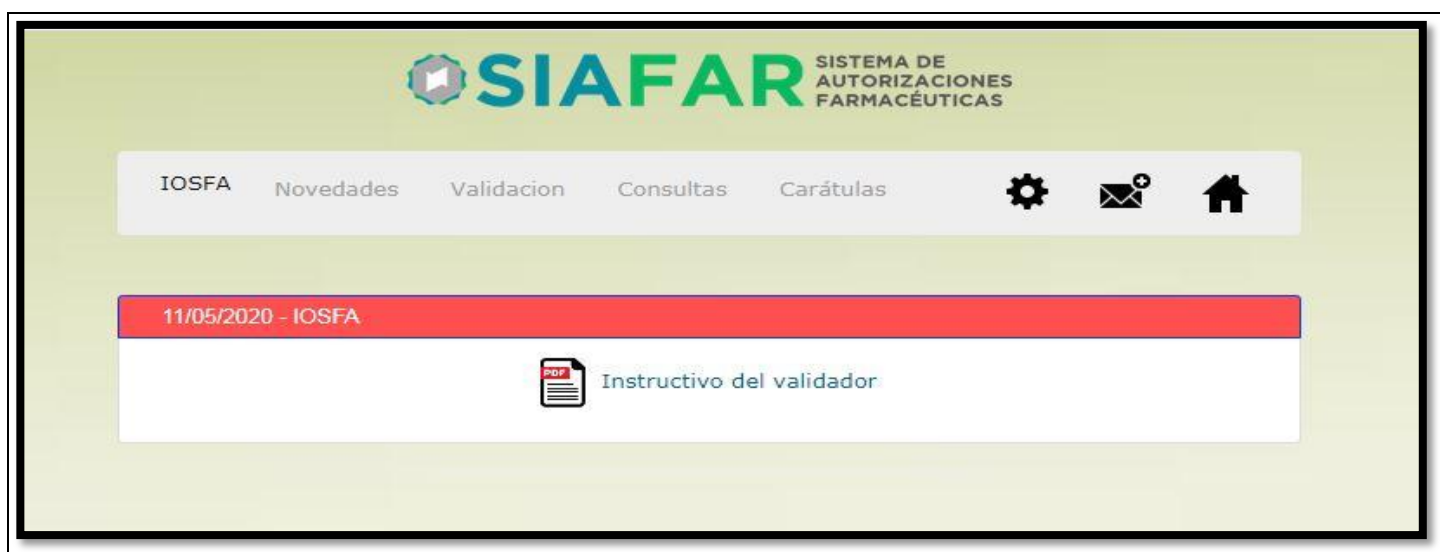 SIAFAR
SISTEMA DE
AUTORIZACIONES
FARMACÉUTICAS
IOSFA Novedades Validacion Consultas Carátulas
11/05/2020 - IOSFA
PDF
Instructivo del validador